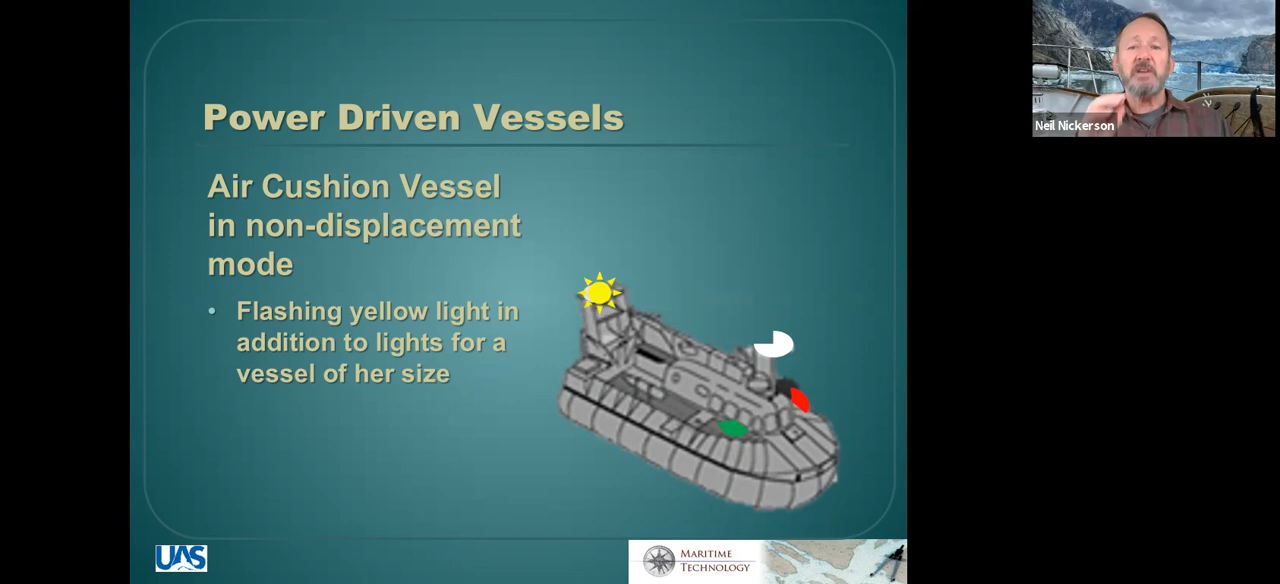 Power Driven Vessels
Air Cushion Vessel
in non-displacement
mode
• Flashing yellow light in
addition to lights for a
vessel of her size
UAS
MARITIME
TECHNOLOGY
Neil Nickerson